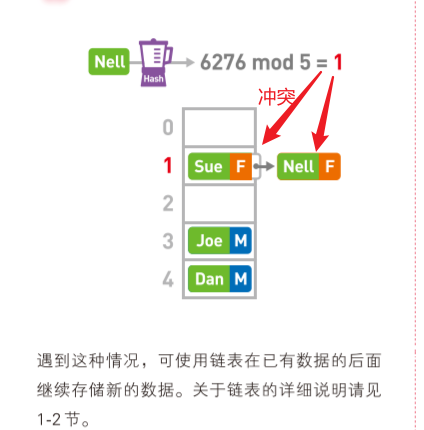 Nell
Hash
6276 mod 5 = 1
冲突
0
1 Sue F Nell F
2
3 Joe M
4 Dan M
遇到这种情况，可使用链表在已有数据的后面
继续存储新的数据。关于链表的详细说明请见
1-2 节。